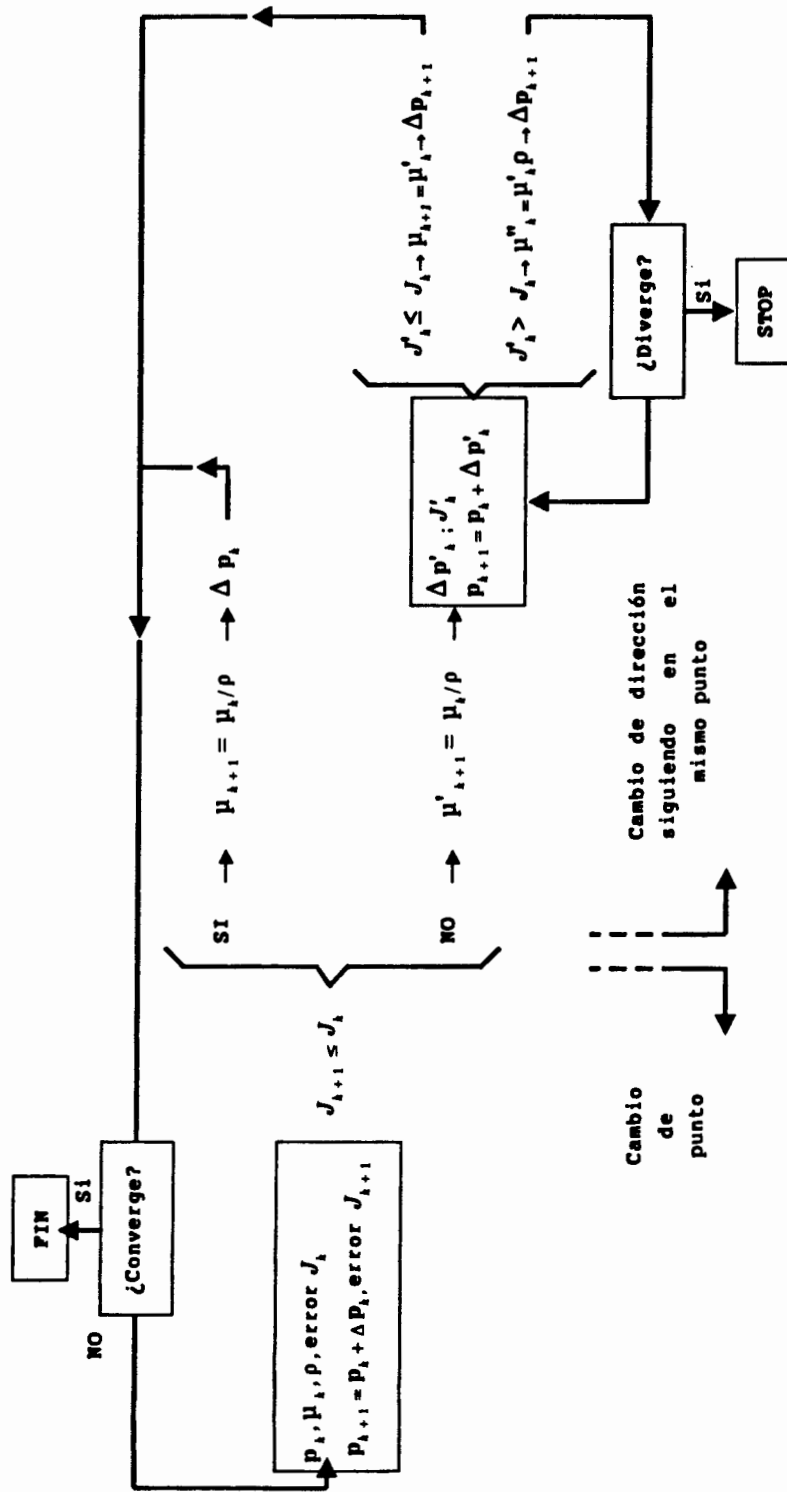 FIN
Si
NO
¿Converge?
p_k, μ_k, ρ, error J_k
p_{k+1} = p_k + Δp_k, error J_{k+1}
J_{k+1} ≤ J_k
SI → μ_{k+1} = μ_k/ρ → Δp_k
NO → μ'_{k+1} = μ_k/ρ →
Δp'_k ; J'_k
p_{k+1} = p_k + Δp'_k
J'_k ≤ J_k → μ_{k+1} = μ'_k → Δp_{k+1}
J'_k > J_k → μ''_k = μ'_k ρ → Δp_{k+1}
¿Diverge?
Si
STOP
Cambio
de
punto
Cambio de dirección
siguiendo en el
mismo punto